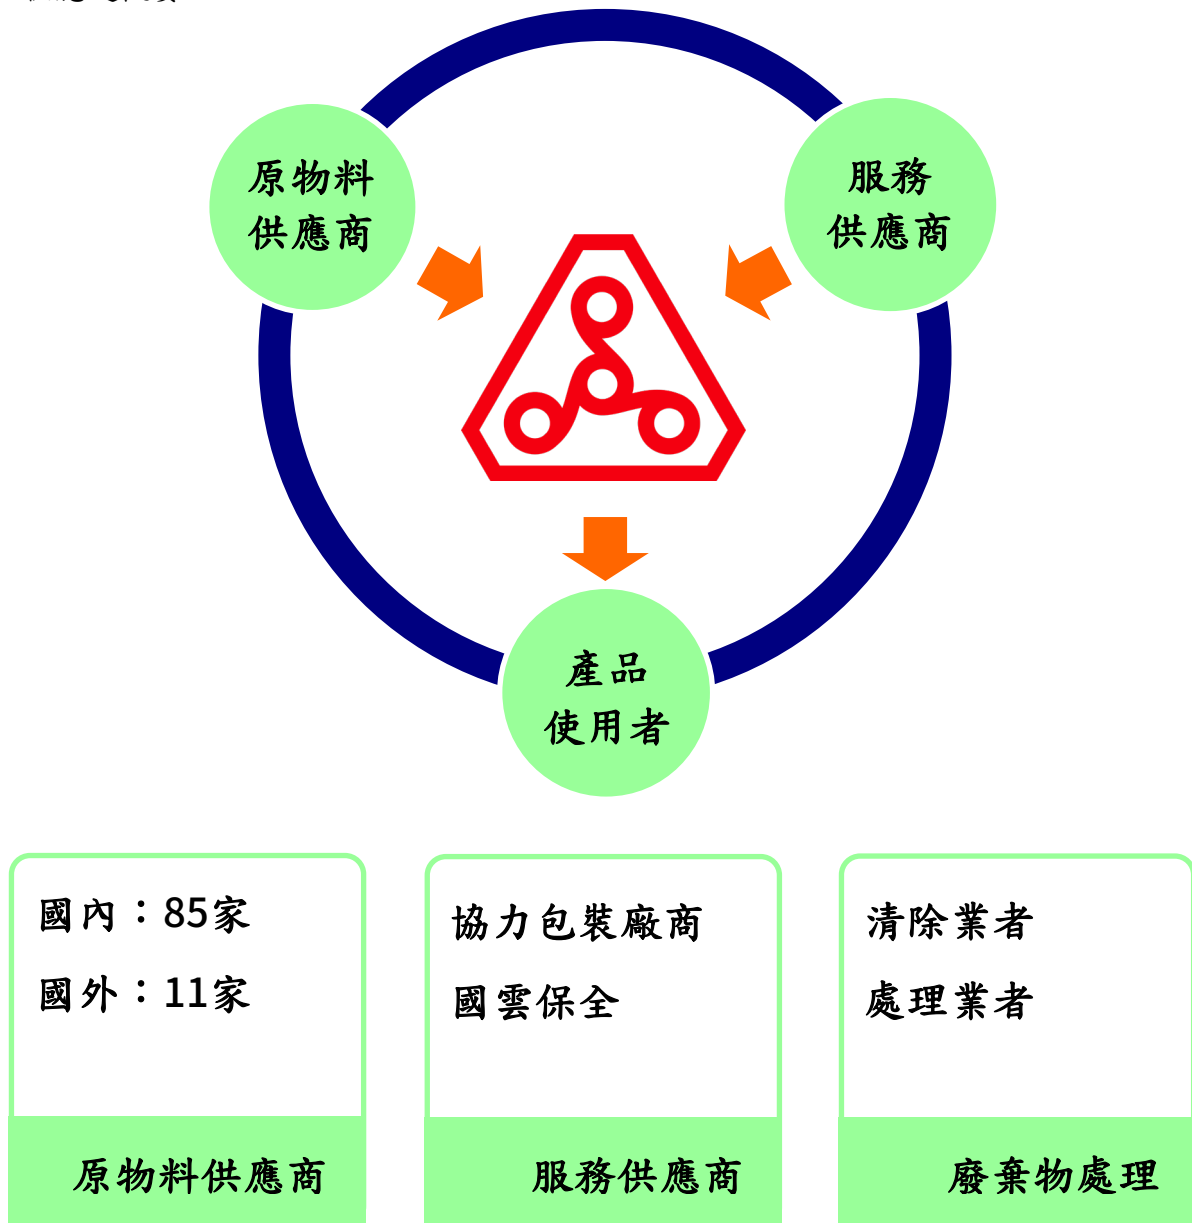 原物料
供應商
服務
供應商
產品
使用者
國內：85家
國外：11家
原物料供應商
協力包裝廠商
國雲保全
服務供應商
清除業者
處理業者
廢棄物處理